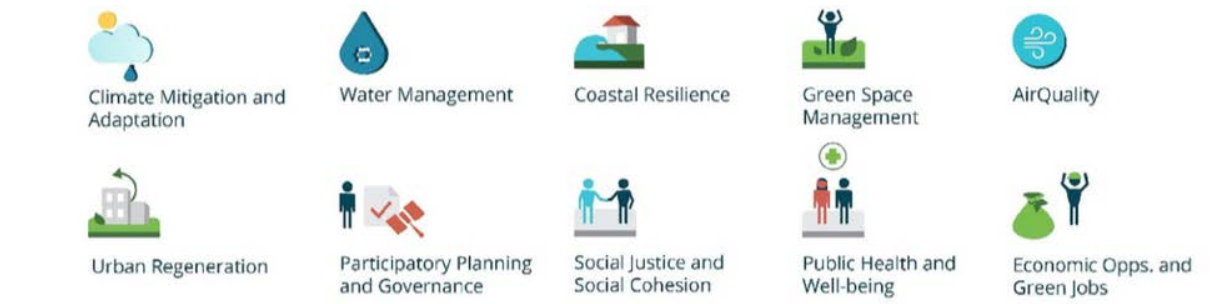 Climate Mitigation and
Adaptation
Water Management
Coastal Resilience
Green Space
Management
AirQuality
Urban Regeneration
Participatory Planning
and Governance
Social Justice and
Social Cohesion
Public Health and
Well-being
Economic Opps. and
Green Jobs